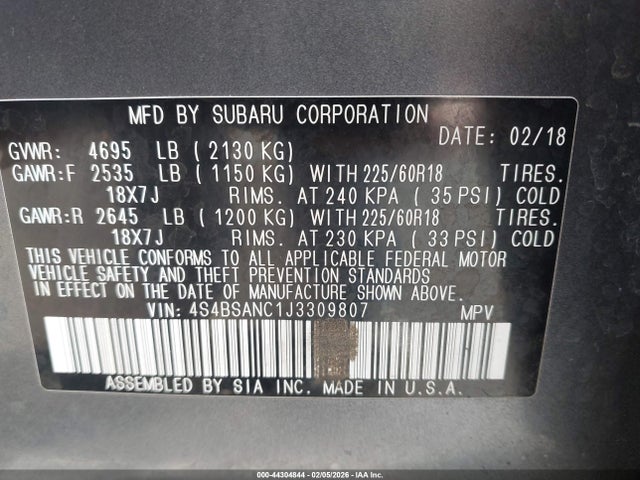 MFD BY SUBARU CORPORATION
DATE: 02/18
GVWR: 4695 LB ( 2130 KG)
GAWR:F 2535 LB ( 1150 KG) WITH 225/60R18 TIRES.
18X7J RIMS. AT 240 KPA ( 35 PSI) COLD
GAWR:R 2645 LB ( 1200 KG) WITH 225/60R18 TIRES.
18X7J RIMS. AT 230 KPA ( 33 PSI) COLD
THIS VEHICLE CONFORMS TO ALL APPLICABLE FEDERAL MOTOR
VEHICLE SAFETY AND THEFT PREVENTION STANDARDS
IN EFFECT ON THE DATE OF MANUFACTURE SHOWN ABOVE.
VIN: 4S4BSANC1J3309807 MPV
ASSEMBLED BY SIA INC. MADE IN U.S.A.
000-44304844 - 02/05/2026 - IAA Inc.